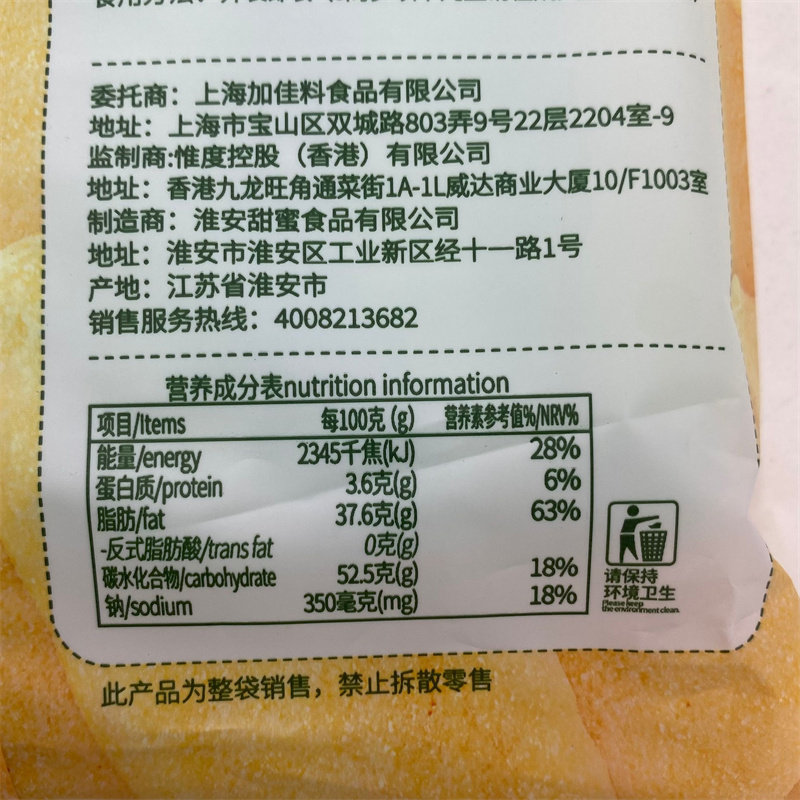 委托商：上海加佳料食品有限公司
地址：上海市宝山区双城路803弄9号22层2204室-9
监制商:惟度控股（香港）有限公司
地址：香港九龙旺角通菜街1A-1L威达商业大厦10/F1003室
制造商：淮安甜蜜食品有限公司
地址：淮安市淮安区工业新区经十一路1号
产地：江苏省淮安市
销售服务热线：4008213682
营养成分表nutrition information
项目/Items 每100克 (g) 营养素参考值%/NRV%
能量/energy 2345千焦(kJ) 28%
蛋白质/protein 3.6克(g) 6%
脂肪/fat 37.6克(g) 63%
-反式脂肪酸/trans fat 0克(g)
碳水化合物/carbohydrate 52.5克(g) 18%
钠/sodium 350毫克(mg) 18%
请保持
环境卫生
Please keep
the environment clean.
此产品为整袋销售，禁止拆散零售